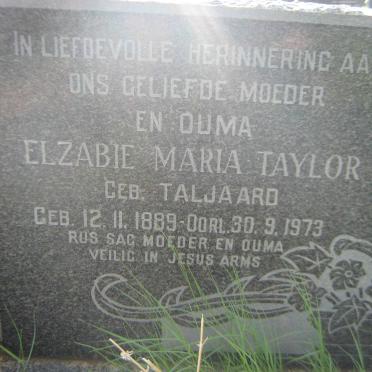 IN LIEFDEVOLLE HERINNERING AA
ONS GELIEFDE MOEDER
EN OUMA
ELZABIE MARIA TAYLOR
GEB. TALJAARD
GEB. 12. 11. 1889-OORL. 30. 9. 1973
RUS SAG MOEDER EN OUMA
VEILIG IN JESUS ARMS